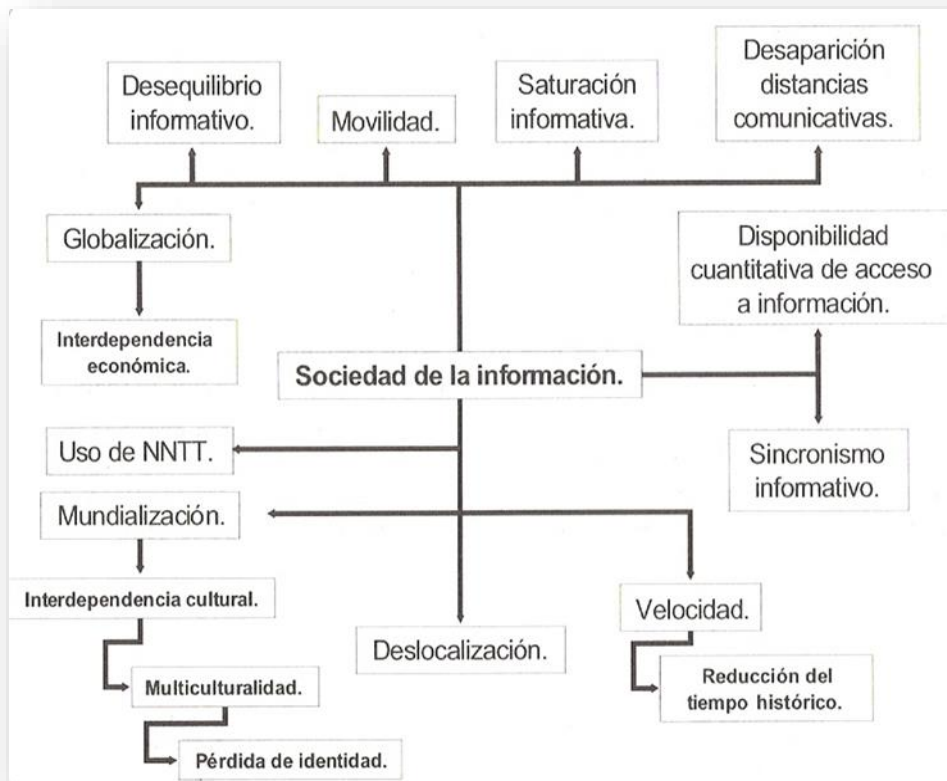 Desequilibrio
informativo.
Movilidad.
Saturación
informativa.
Desaparición
distancias
comunicativas.
Globalización.
Disponibilidad
cuantitativa de acceso
a información.
Interdependencia
económica.
Sociedad de la información.
Uso de NNTT.
Sincronismo
informativo.
Mundialización.
Interdependencia cultural.
Velocidad.
Deslocalización.
Multiculturalidad.
Reducción del
tiempo histórico.
Pérdida de identidad.